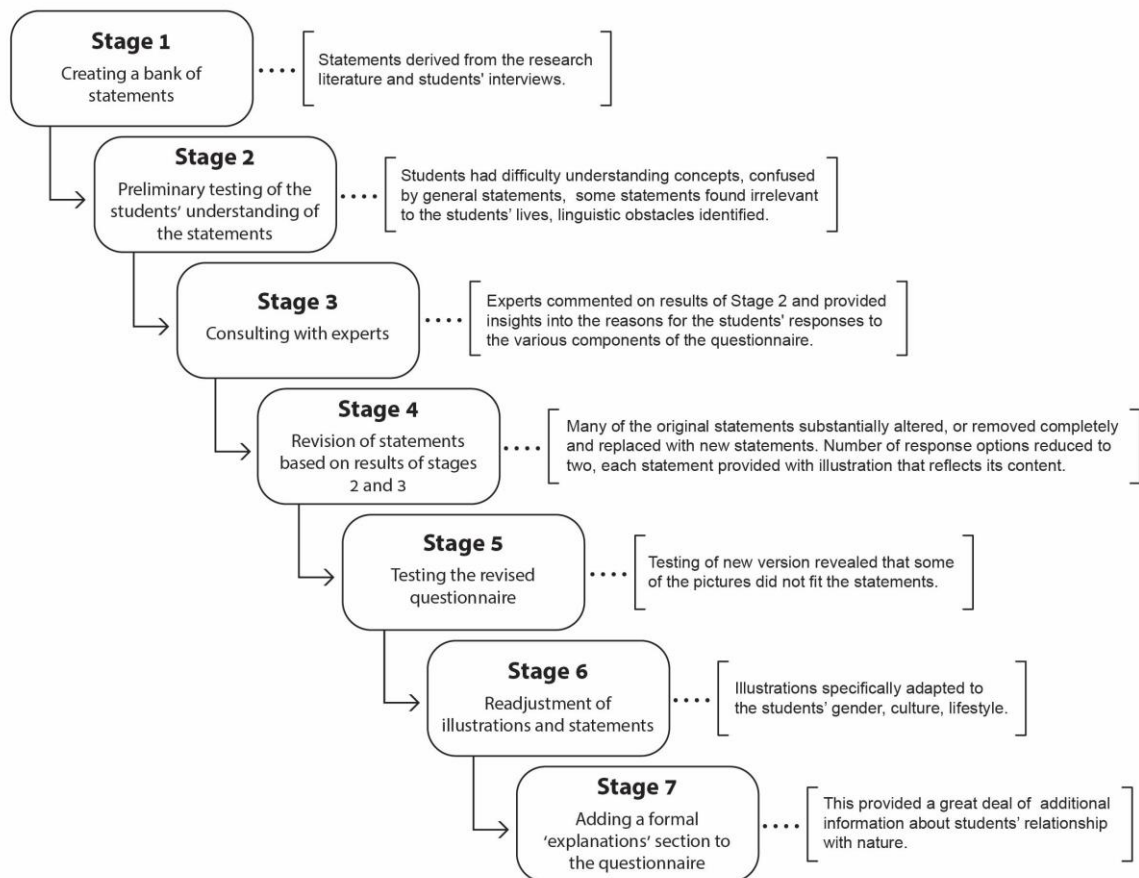 Stage 1
Creating a bank of
statements
Statements derived from the research
literature and students' interviews.
Stage 2
Preliminary testing of the
students' understanding of
the statements
Students had difficulty understanding concepts, confused
by general statements, some statements found irrelevant
to the students' lives, linguistic obstacles identified.
Stage 3
Consulting with experts
Experts commented on results of Stage 2 and provided
insights into the reasons for the students' responses to
the various components of the questionnaire.
Stage 4
Revision of statements
based on results of stages
2 and 3
Many of the original statements substantially altered, or removed completely
and replaced with new statements. Number of response options reduced to
two, each statement provided with illustration that reflects its content.
Stage 5
Testing the revised
questionnaire
Testing of new version revealed that some
of the pictures did not fit the statements.
Stage 6
Readjustment of
illustrations and statements
Illustrations specifically adapted to
the students' gender, culture, lifestyle.
Stage 7
Adding a formal
'explanations' section to
the questionnaire
This provided a great deal of additional
information about students' relationship
with nature.